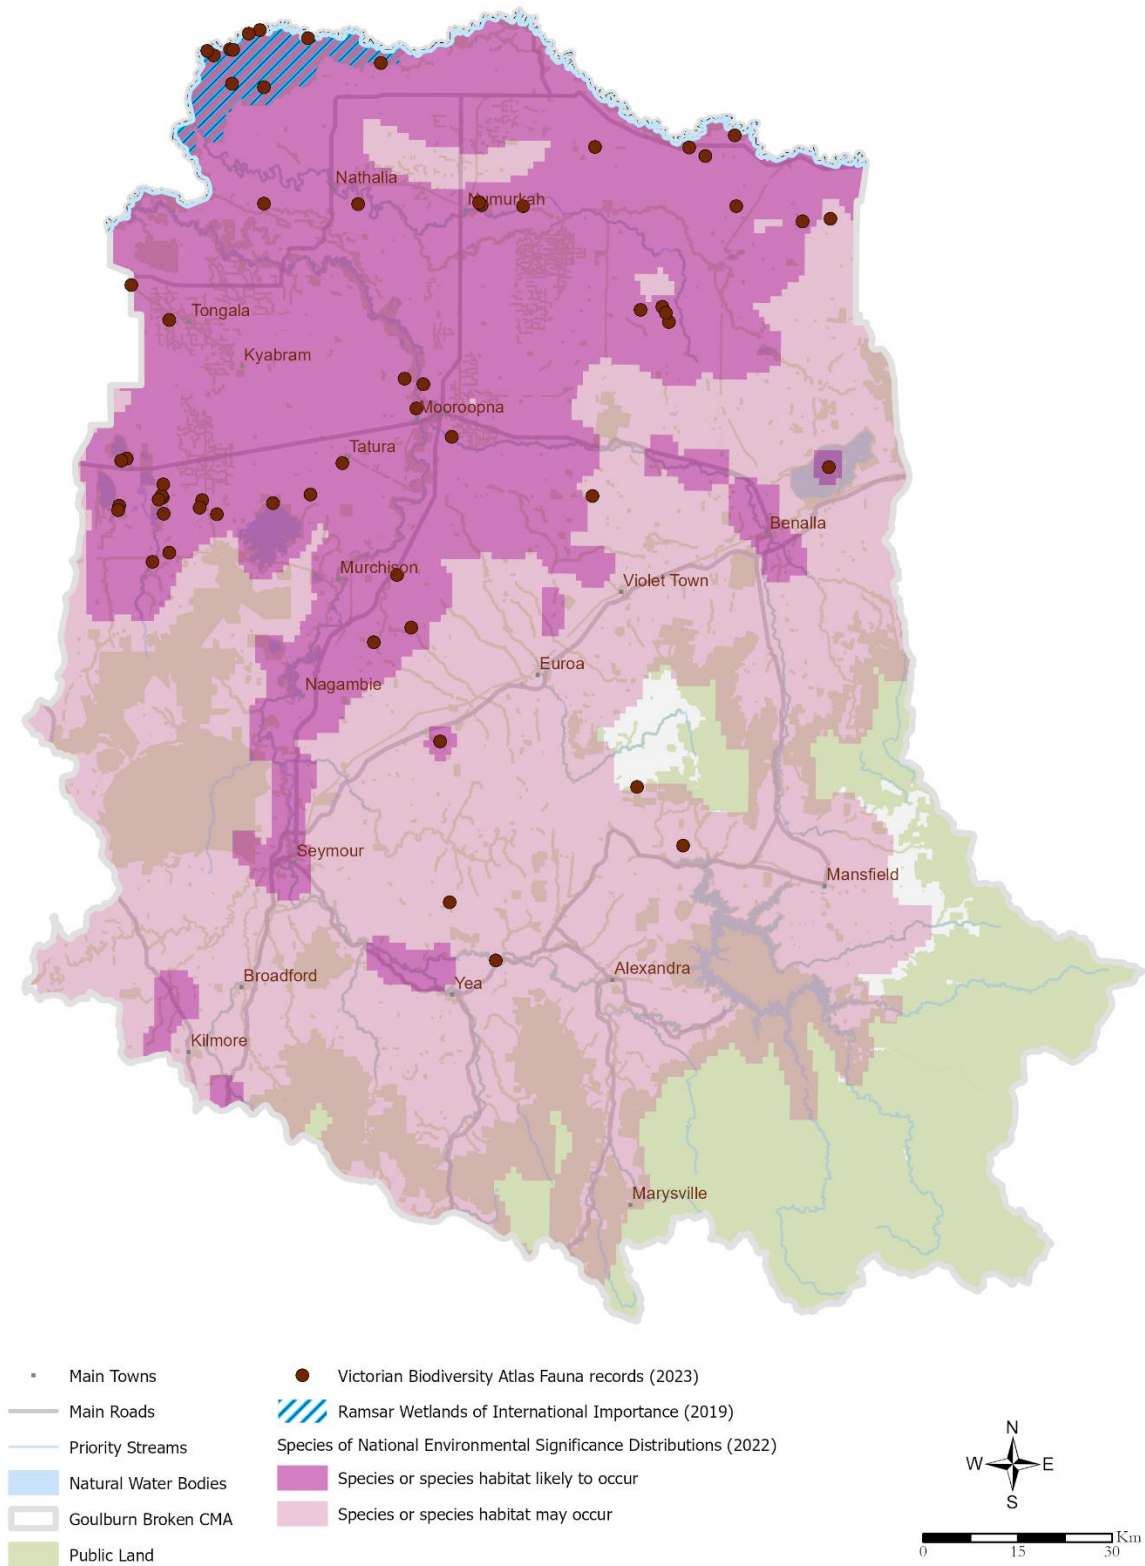 Nathalia
Numurkah
Tongala
Kyabram
Mooroopna
Tatura
Benalla
Murchison
Violet Town
Euroa
Nagambie
Seymour
Mansfield
Broadford
Yea
Alexandra
Kilmore
Marysville
Main Towns
Main Roads
Priority Streams
Natural Water Bodies
Goulburn Broken CMA
Public Land
Victorian Biodiversity Atlas Fauna records (2023)
Ramsar Wetlands of International Importance (2019)
Species of National Environmental Significance Distributions (2022)
Species or species habitat likely to occur
Species or species habitat may occur
N
W E
S
Km
0 15 30